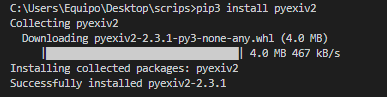 C:\Users\Equipo\Desktop\scrips>pip3 install pyexiv2
Collecting pyexiv2
Downloading pyexiv2-2.3.1-py3-none-any.whl (4.0 MB)
|████████████████████████████████| 4.0 MB 467 kB/s
Installing collected packages: pyexiv2
Successfully installed pyexiv2-2.3.1